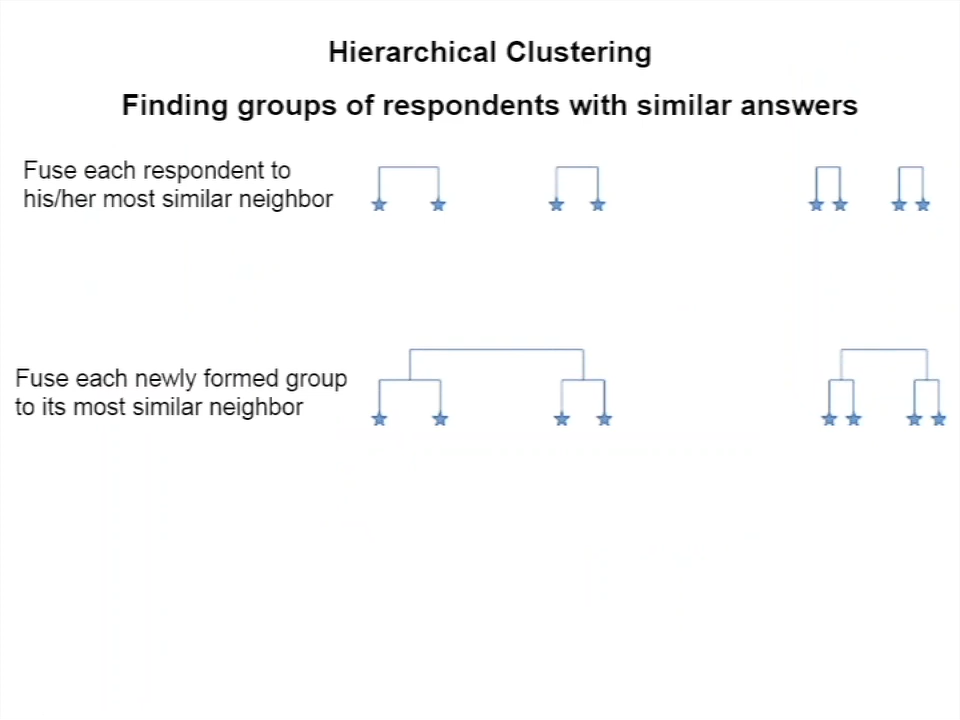 Hierarchical Clustering
Finding groups of respondents with similar answers
Fuse each respondent to
his/her most similar neighbor
Fuse each newly formed group
to its most similar neighbor